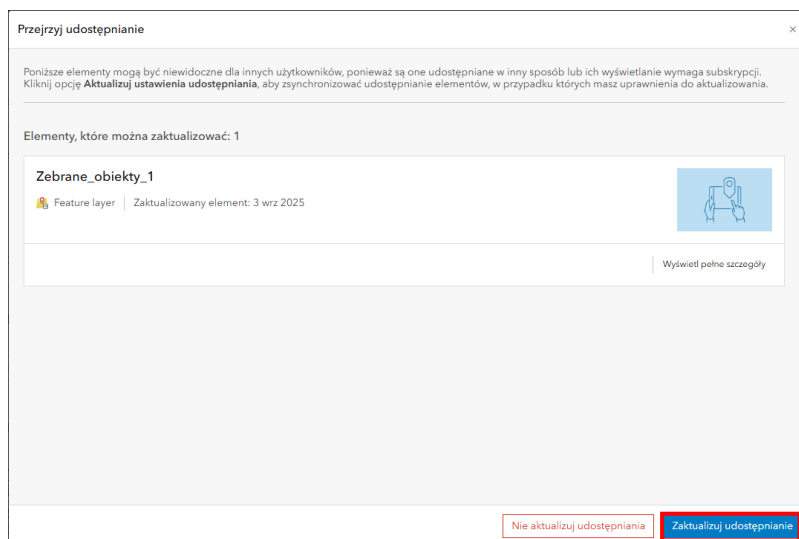 Przejrzyj udostępnianie
×
Poniższe elementy mogą być niewidoczne dla innych użytkowników, ponieważ są one udostępniane w inny sposób lub ich wyświetlanie wymaga subskrypcji.
Kliknij opcję Aktualizuj ustawienia udostępniania, aby zsynchronizować udostępnianie elementów, w przypadku których masz uprawnienia do aktualizowania.
Elementy, które można zaktualizować: 1
Zebrane_obiekty_1
Feature layer | Zaktualizowany element: 3 wrz 2025
Wyświetl pełne szczegóły
Nie aktualizuj udostępniania Zaktualizuj udostępnianie